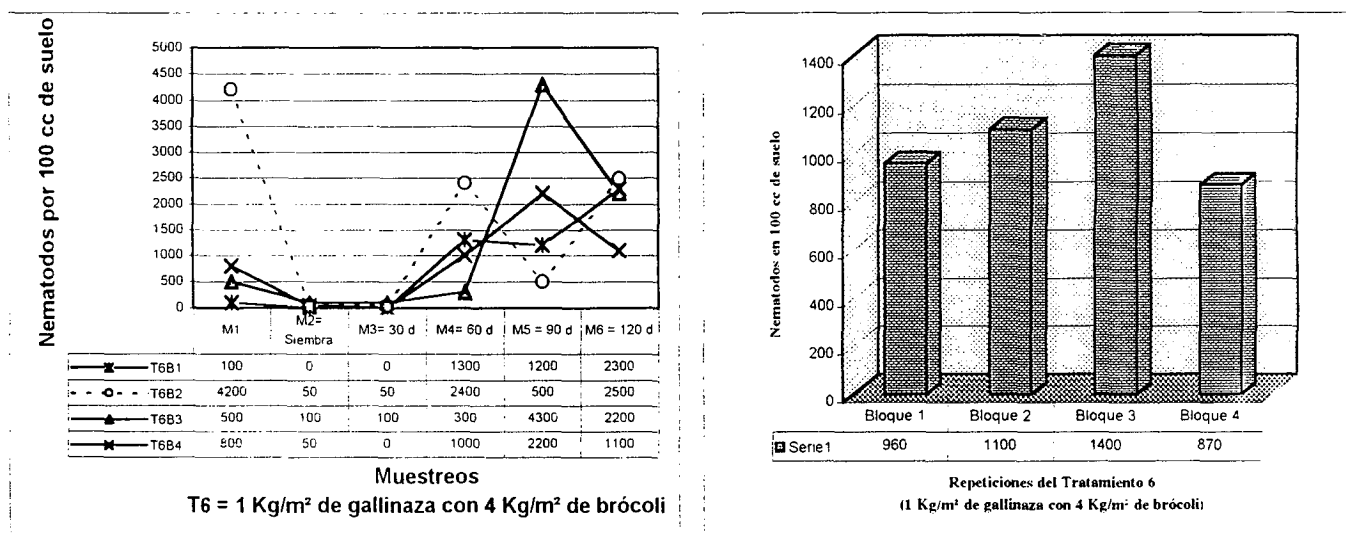 Nematodos por 100 cc de suelo
5000
4500
4000
3500
3000
2500
2000
1500
1000
500
0
M1 M2= Siembra M3= 30 d M4= 60 d M5 = 90 d M6 = 120 d
T6B1 100 0 0 1300 1200 2300
T6B2 4200 50 50 2400 500 2500
T6B3 500 100 100 300 4300 2200
T6B4 800 50 0 1000 2200 1100
Muestreos
T6 = 1 Kg/m² de gallinaza con 4 Kg/m² de brócoli
Nematodos en 100 cc de suelo
1400
1200
1000
800
600
400
200
0
Bloque 1 Bloque 2 Bloque 3 Bloque 4
Serie1 960 1100 1400 870
Repeticiones del Tratamiento 6
(1 Kg/m² de gallinaza con 4 Kg/m² de brócoli)